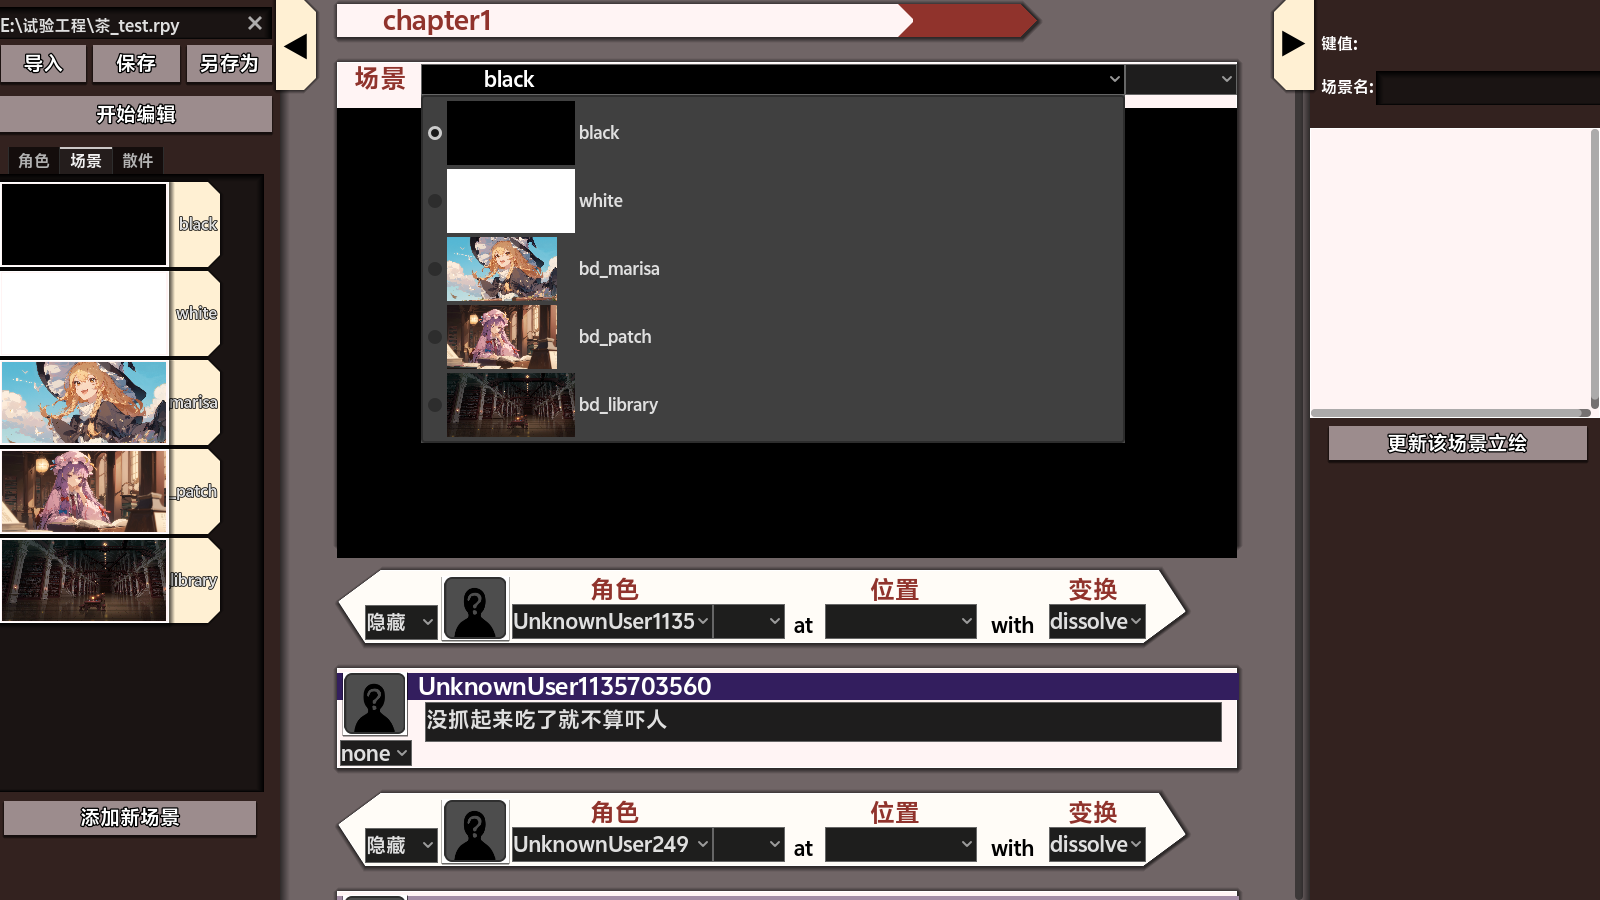 E:\试验工程\茶_test.rpy
导入 保存 另存为
开始编辑
角色 场景 散件
black
white
marisa
_patch
library
添加新场景
chapter1
场景 black
black
white
bd_marisa
bd_patch
bd_library
角色 位置 变换
隐藏 UnknownUser1135 at with dissolve
UnknownUser1135703560
没抓起来吃了就不算吓人
none
角色 位置 变换
隐藏 UnknownUser249 at with dissolve
键值:
场景名:
更新该场景立绘